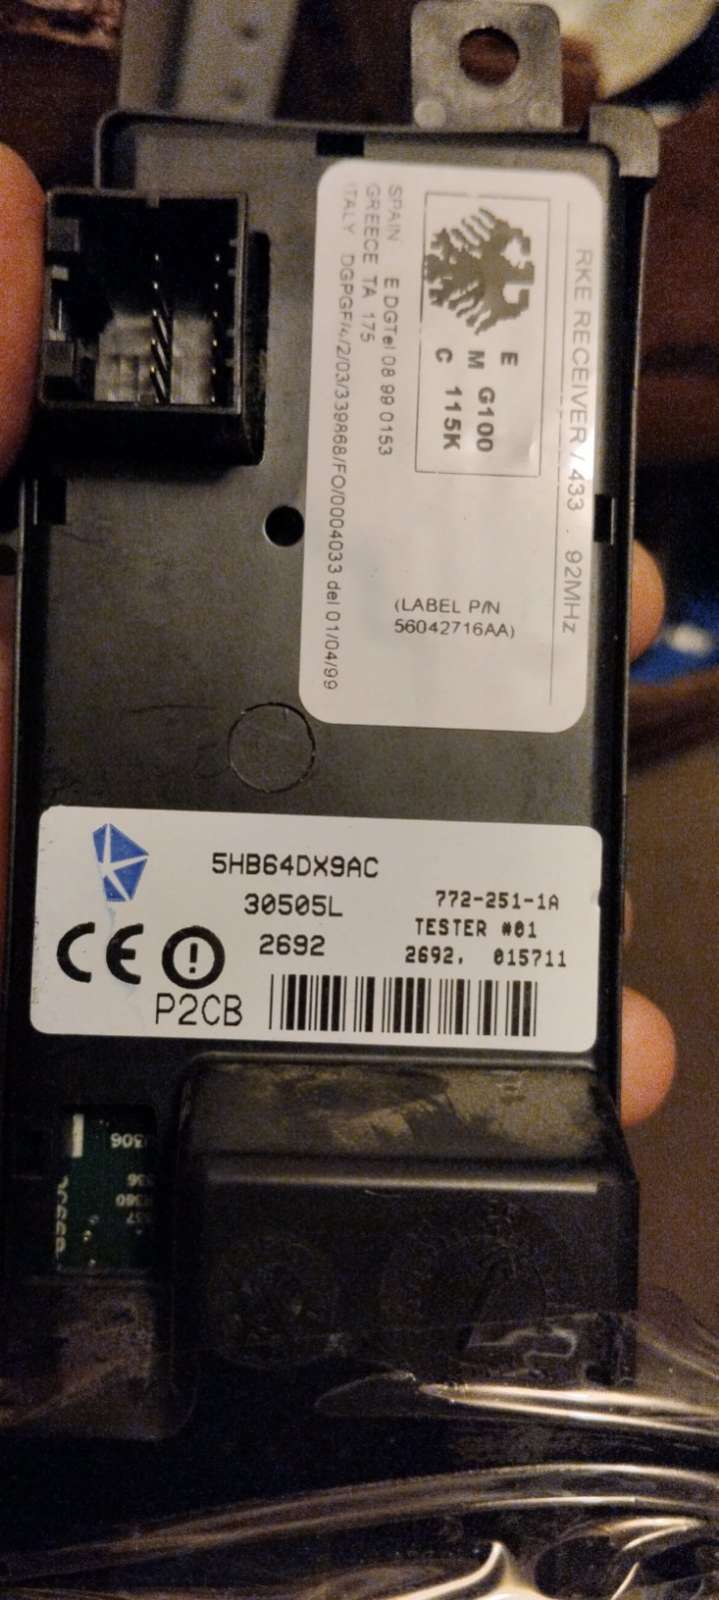 RKE RECEIVER / 433 . 92MHz
E
M G100
C 115K
(LABEL P/N
56042716AA)
SPAIN E DGTel 08 99 0153
GREECE TA 175
ITALY DGPGF/4/2/03/339868/FO/0004033 del 01/04/99
5HB64DX9AC
30505L
2692
772-251-1A
TESTER #01
2692, 015711
CE
P2CB